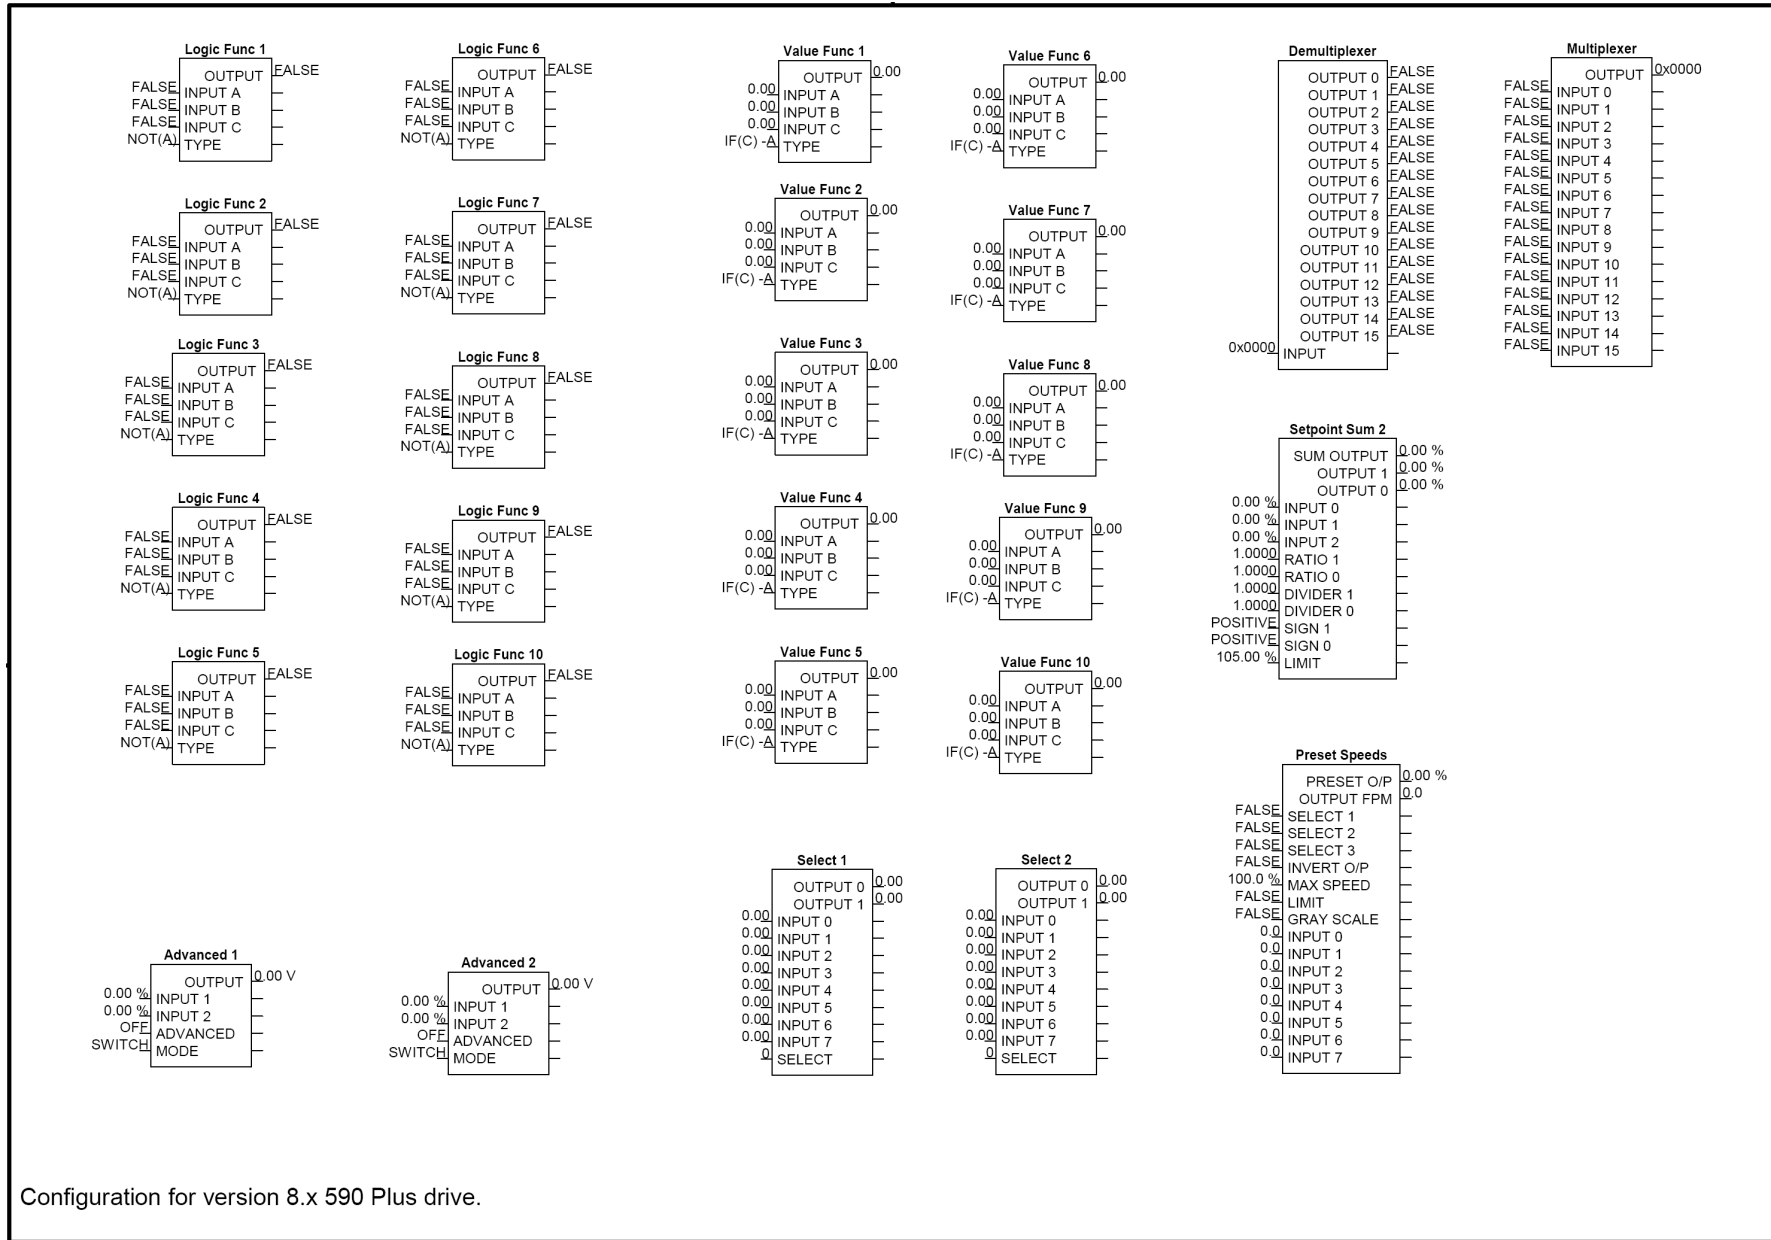 Logic Func 1
OUTPUT FALSE
FALSE INPUT A
FALSE INPUT B
FALSE INPUT C
NOT(A) TYPE
Logic Func 2
OUTPUT FALSE
FALSE INPUT A
FALSE INPUT B
FALSE INPUT C
NOT(A) TYPE
Logic Func 3
OUTPUT FALSE
FALSE INPUT A
FALSE INPUT B
FALSE INPUT C
NOT(A) TYPE
Logic Func 4
OUTPUT FALSE
FALSE INPUT A
FALSE INPUT B
FALSE INPUT C
NOT(A) TYPE
Logic Func 5
OUTPUT FALSE
FALSE INPUT A
FALSE INPUT B
FALSE INPUT C
NOT(A) TYPE
Advanced 1
OUTPUT 0.00 V
0.00 % INPUT 1
0.00 % INPUT 2
OFF ADVANCED
SWITCH MODE
Logic Func 6
OUTPUT FALSE
FALSE INPUT A
FALSE INPUT B
FALSE INPUT C
NOT(A) TYPE
Logic Func 7
OUTPUT FALSE
FALSE INPUT A
FALSE INPUT B
FALSE INPUT C
NOT(A) TYPE
Logic Func 8
OUTPUT FALSE
FALSE INPUT A
FALSE INPUT B
FALSE INPUT C
NOT(A) TYPE
Logic Func 9
OUTPUT FALSE
FALSE INPUT A
FALSE INPUT B
FALSE INPUT C
NOT(A) TYPE
Logic Func 10
OUTPUT FALSE
FALSE INPUT A
FALSE INPUT B
FALSE INPUT C
NOT(A) TYPE
Advanced 2
OUTPUT 0.00 V
0.00 % INPUT 1
0.00 % INPUT 2
OFF ADVANCED
SWITCH MODE
Value Func 1
OUTPUT 0.00
0.00 INPUT A
0.00 INPUT B
0.00 INPUT C
IF(C) -A TYPE
Value Func 2
OUTPUT 0.00
0.00 INPUT A
0.00 INPUT B
0.00 INPUT C
IF(C) -A TYPE
Value Func 3
OUTPUT 0.00
0.00 INPUT A
0.00 INPUT B
0.00 INPUT C
IF(C) -A TYPE
Value Func 4
OUTPUT 0.00
0.00 INPUT A
0.00 INPUT B
0.00 INPUT C
IF(C) -A TYPE
Value Func 5
OUTPUT 0.00
0.00 INPUT A
0.00 INPUT B
0.00 INPUT C
IF(C) -A TYPE
Select 1
OUTPUT 0 0.00
OUTPUT 1 0.00
0.00 INPUT 0
0.00 INPUT 1
0.00 INPUT 2
0.00 INPUT 3
0.00 INPUT 4
0.00 INPUT 5
0.00 INPUT 6
0.00 INPUT 7
0 SELECT
Value Func 6
OUTPUT 0.00
0.00 INPUT A
0.00 INPUT B
0.00 INPUT C
IF(C) -A TYPE
Value Func 7
OUTPUT 0.00
0.00 INPUT A
0.00 INPUT B
0.00 INPUT C
IF(C) -A TYPE
Value Func 8
OUTPUT 0.00
0.00 INPUT A
0.00 INPUT B
0.00 INPUT C
IF(C) -A TYPE
Value Func 9
OUTPUT 0.00
0.00 INPUT A
0.00 INPUT B
0.00 INPUT C
IF(C) -A TYPE
Value Func 10
OUTPUT 0.00
0.00 INPUT A
0.00 INPUT B
0.00 INPUT C
IF(C) -A TYPE
Select 2
OUTPUT 0 0.00
OUTPUT 1 0.00
0.00 INPUT 0
0.00 INPUT 1
0.00 INPUT 2
0.00 INPUT 3
0.00 INPUT 4
0.00 INPUT 5
0.00 INPUT 6
0.00 INPUT 7
0 SELECT
Demultiplexer
OUTPUT 0 FALSE
OUTPUT 1 FALSE
OUTPUT 2 FALSE
OUTPUT 3 FALSE
OUTPUT 4 FALSE
OUTPUT 5 FALSE
OUTPUT 6 FALSE
OUTPUT 7 FALSE
OUTPUT 8 FALSE
OUTPUT 9 FALSE
OUTPUT 10 FALSE
OUTPUT 11 FALSE
OUTPUT 12 FALSE
OUTPUT 13 FALSE
OUTPUT 14 FALSE
OUTPUT 15 FALSE
0x0000 INPUT
Setpoint Sum 2
SUM OUTPUT 0.00 %
OUTPUT 1 0.00 %
OUTPUT 0 0.00 %
0.00 % INPUT 0
0.00 % INPUT 1
0.00 % INPUT 2
1.0000 RATIO 1
1.0000 RATIO 0
1.0000 DIVIDER 1
1.0000 DIVIDER 0
POSITIVE SIGN 1
POSITIVE SIGN 0
105.00 % LIMIT
Preset Speeds
PRESET O/P 0.00 %
OUTPUT FPM 0.0
FALSE SELECT 1
FALSE SELECT 2
FALSE SELECT 3
FALSE INVERT O/P
100.0 % MAX SPEED
FALSE LIMIT
FALSE GRAY SCALE
0.0 INPUT 0
0.0 INPUT 1
0.0 INPUT 2
0.0 INPUT 3
0.0 INPUT 4
0.0 INPUT 5
0.0 INPUT 6
0.0 INPUT 7
Multiplexer
OUTPUT 0x0000
FALSE INPUT 0
FALSE INPUT 1
FALSE INPUT 2
FALSE INPUT 3
FALSE INPUT 4
FALSE INPUT 5
FALSE INPUT 6
FALSE INPUT 7
FALSE INPUT 8
FALSE INPUT 9
FALSE INPUT 10
FALSE INPUT 11
FALSE INPUT 12
FALSE INPUT 13
FALSE INPUT 14
FALSE INPUT 15
Configuration for version 8.x 590 Plus drive.